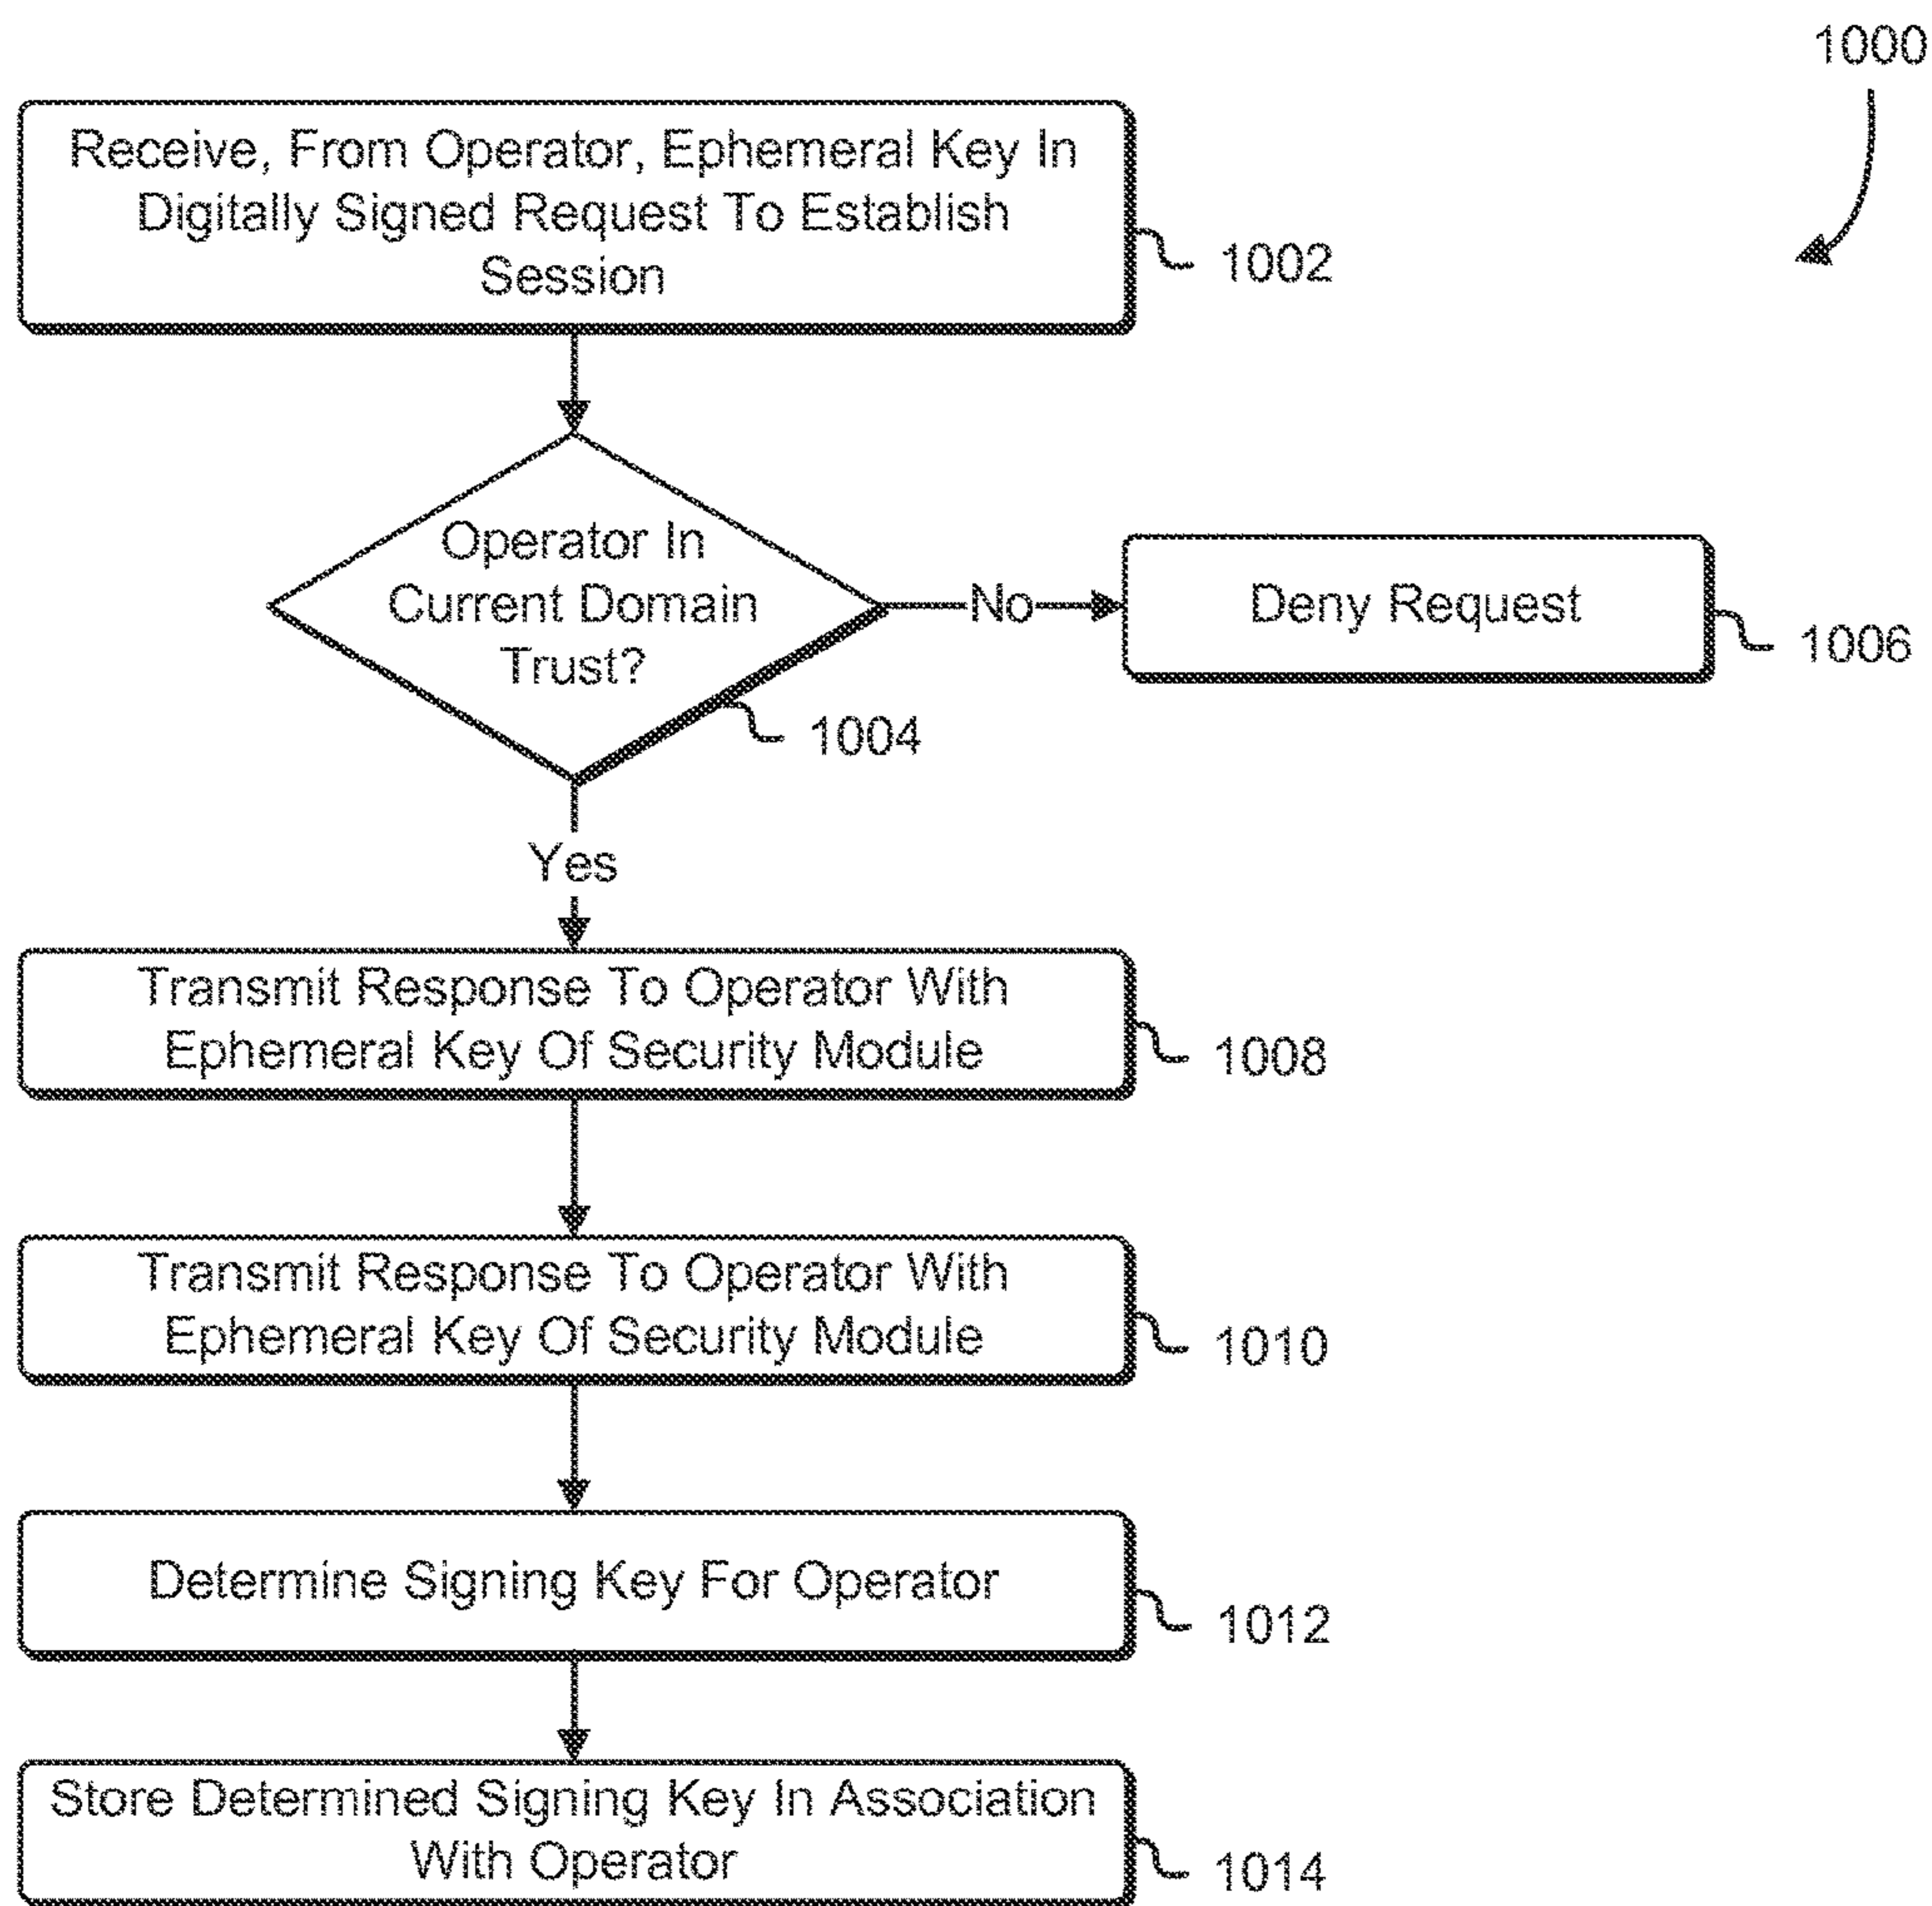 1000
Receive, From Operator, Ephemeral Key In
Digitally Signed Request To Establish
Session
1002
Operator In
Current Domain
Trust?
1004
No
Deny Request
1006
Yes
Transmit Response To Operator With
Ephemeral Key Of Security Module
1008
Transmit Response To Operator With
Ephemeral Key Of Security Module
1010
Determine Signing Key For Operator
1012
Store Determined Signing Key In Association
With Operator
1014